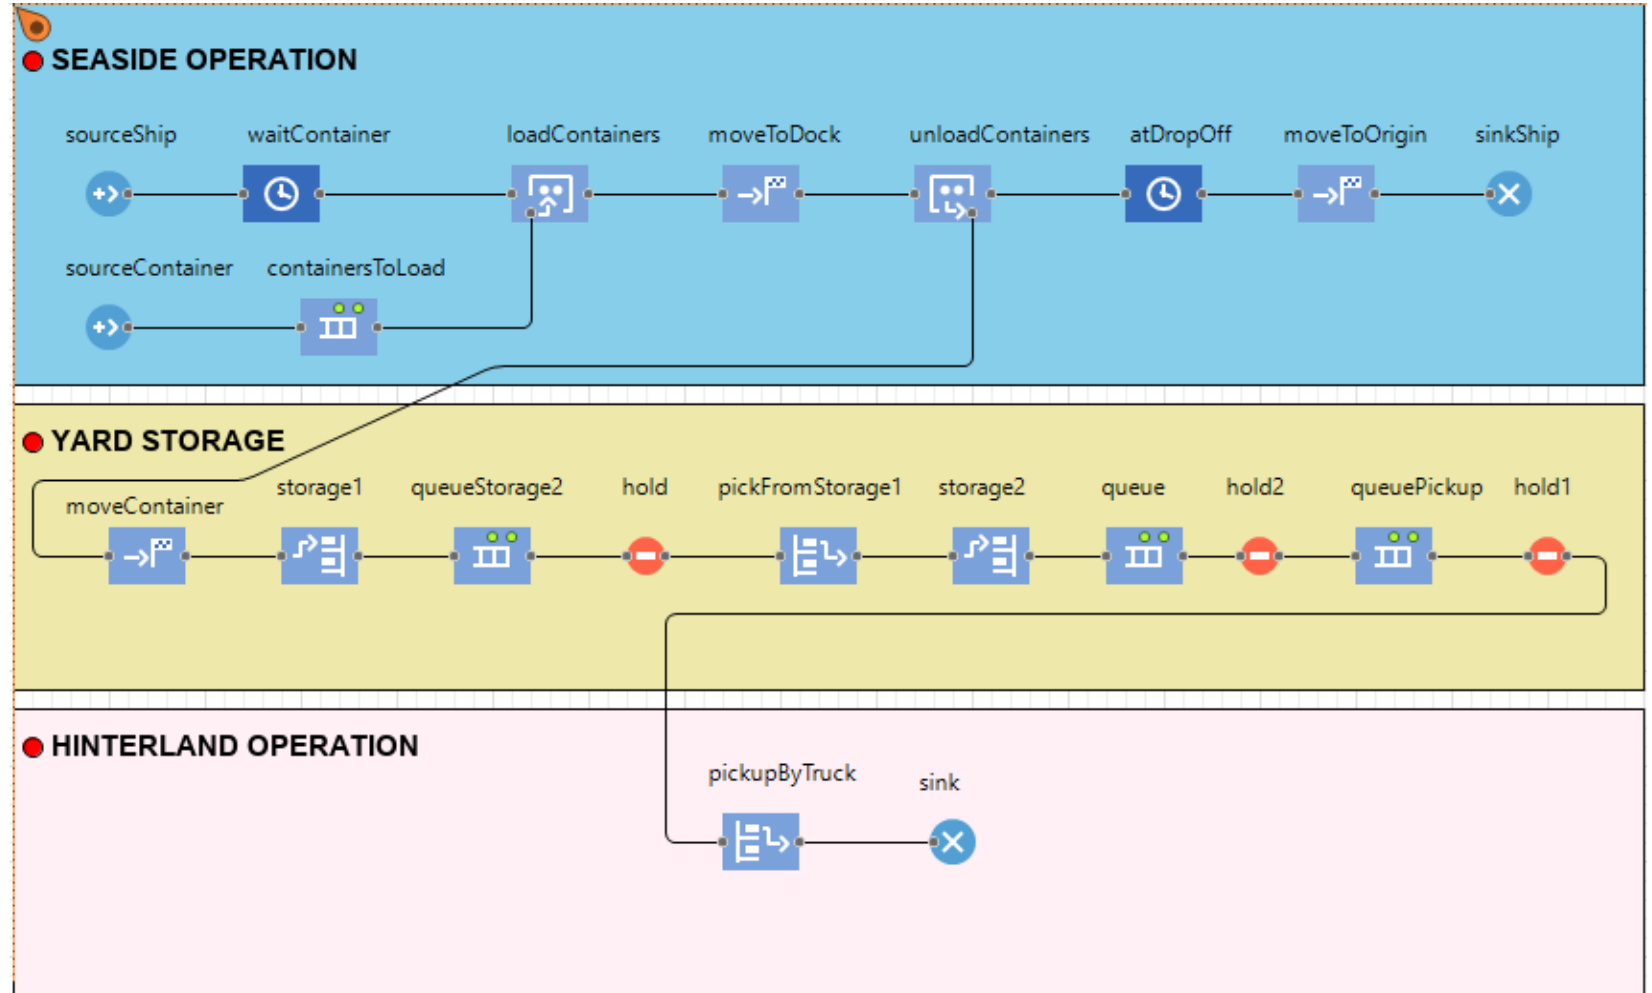 SEASIDE OPERATION
sourceShip waitContainer loadContainers moveToDock unloadContainers atDropOff moveToOrigin sinkShip
sourceContainer containersToLoad
YARD STORAGE
moveContainer storage1 queueStorage2 hold pickFromStorage1 storage2 queue hold2 queuePickup hold1
HINTERLAND OPERATION
pickupByTruck sink